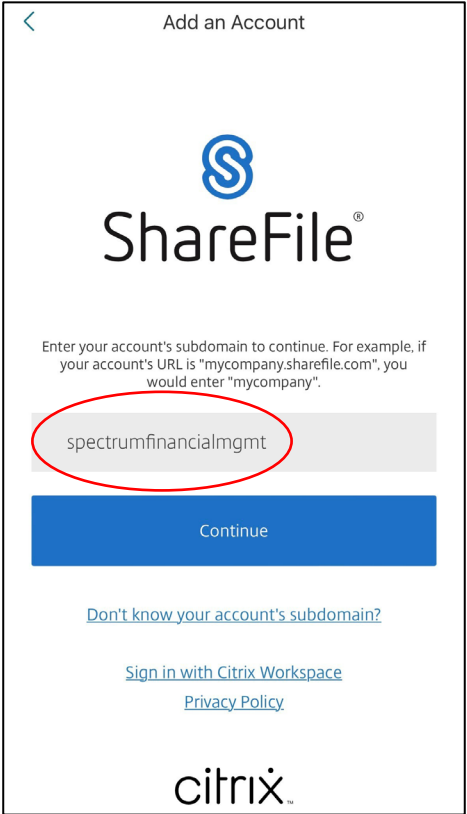 Add an Account
ShareFile®
Enter your account's subdomain to continue. For example, if
your account's URL is "mycompany.sharefile.com", you
would enter "mycompany".
spectrumfinancialmgmt
Continue
Don't know your account's subdomain?
Sign in with Citrix Workspace
Privacy Policy
citrix™